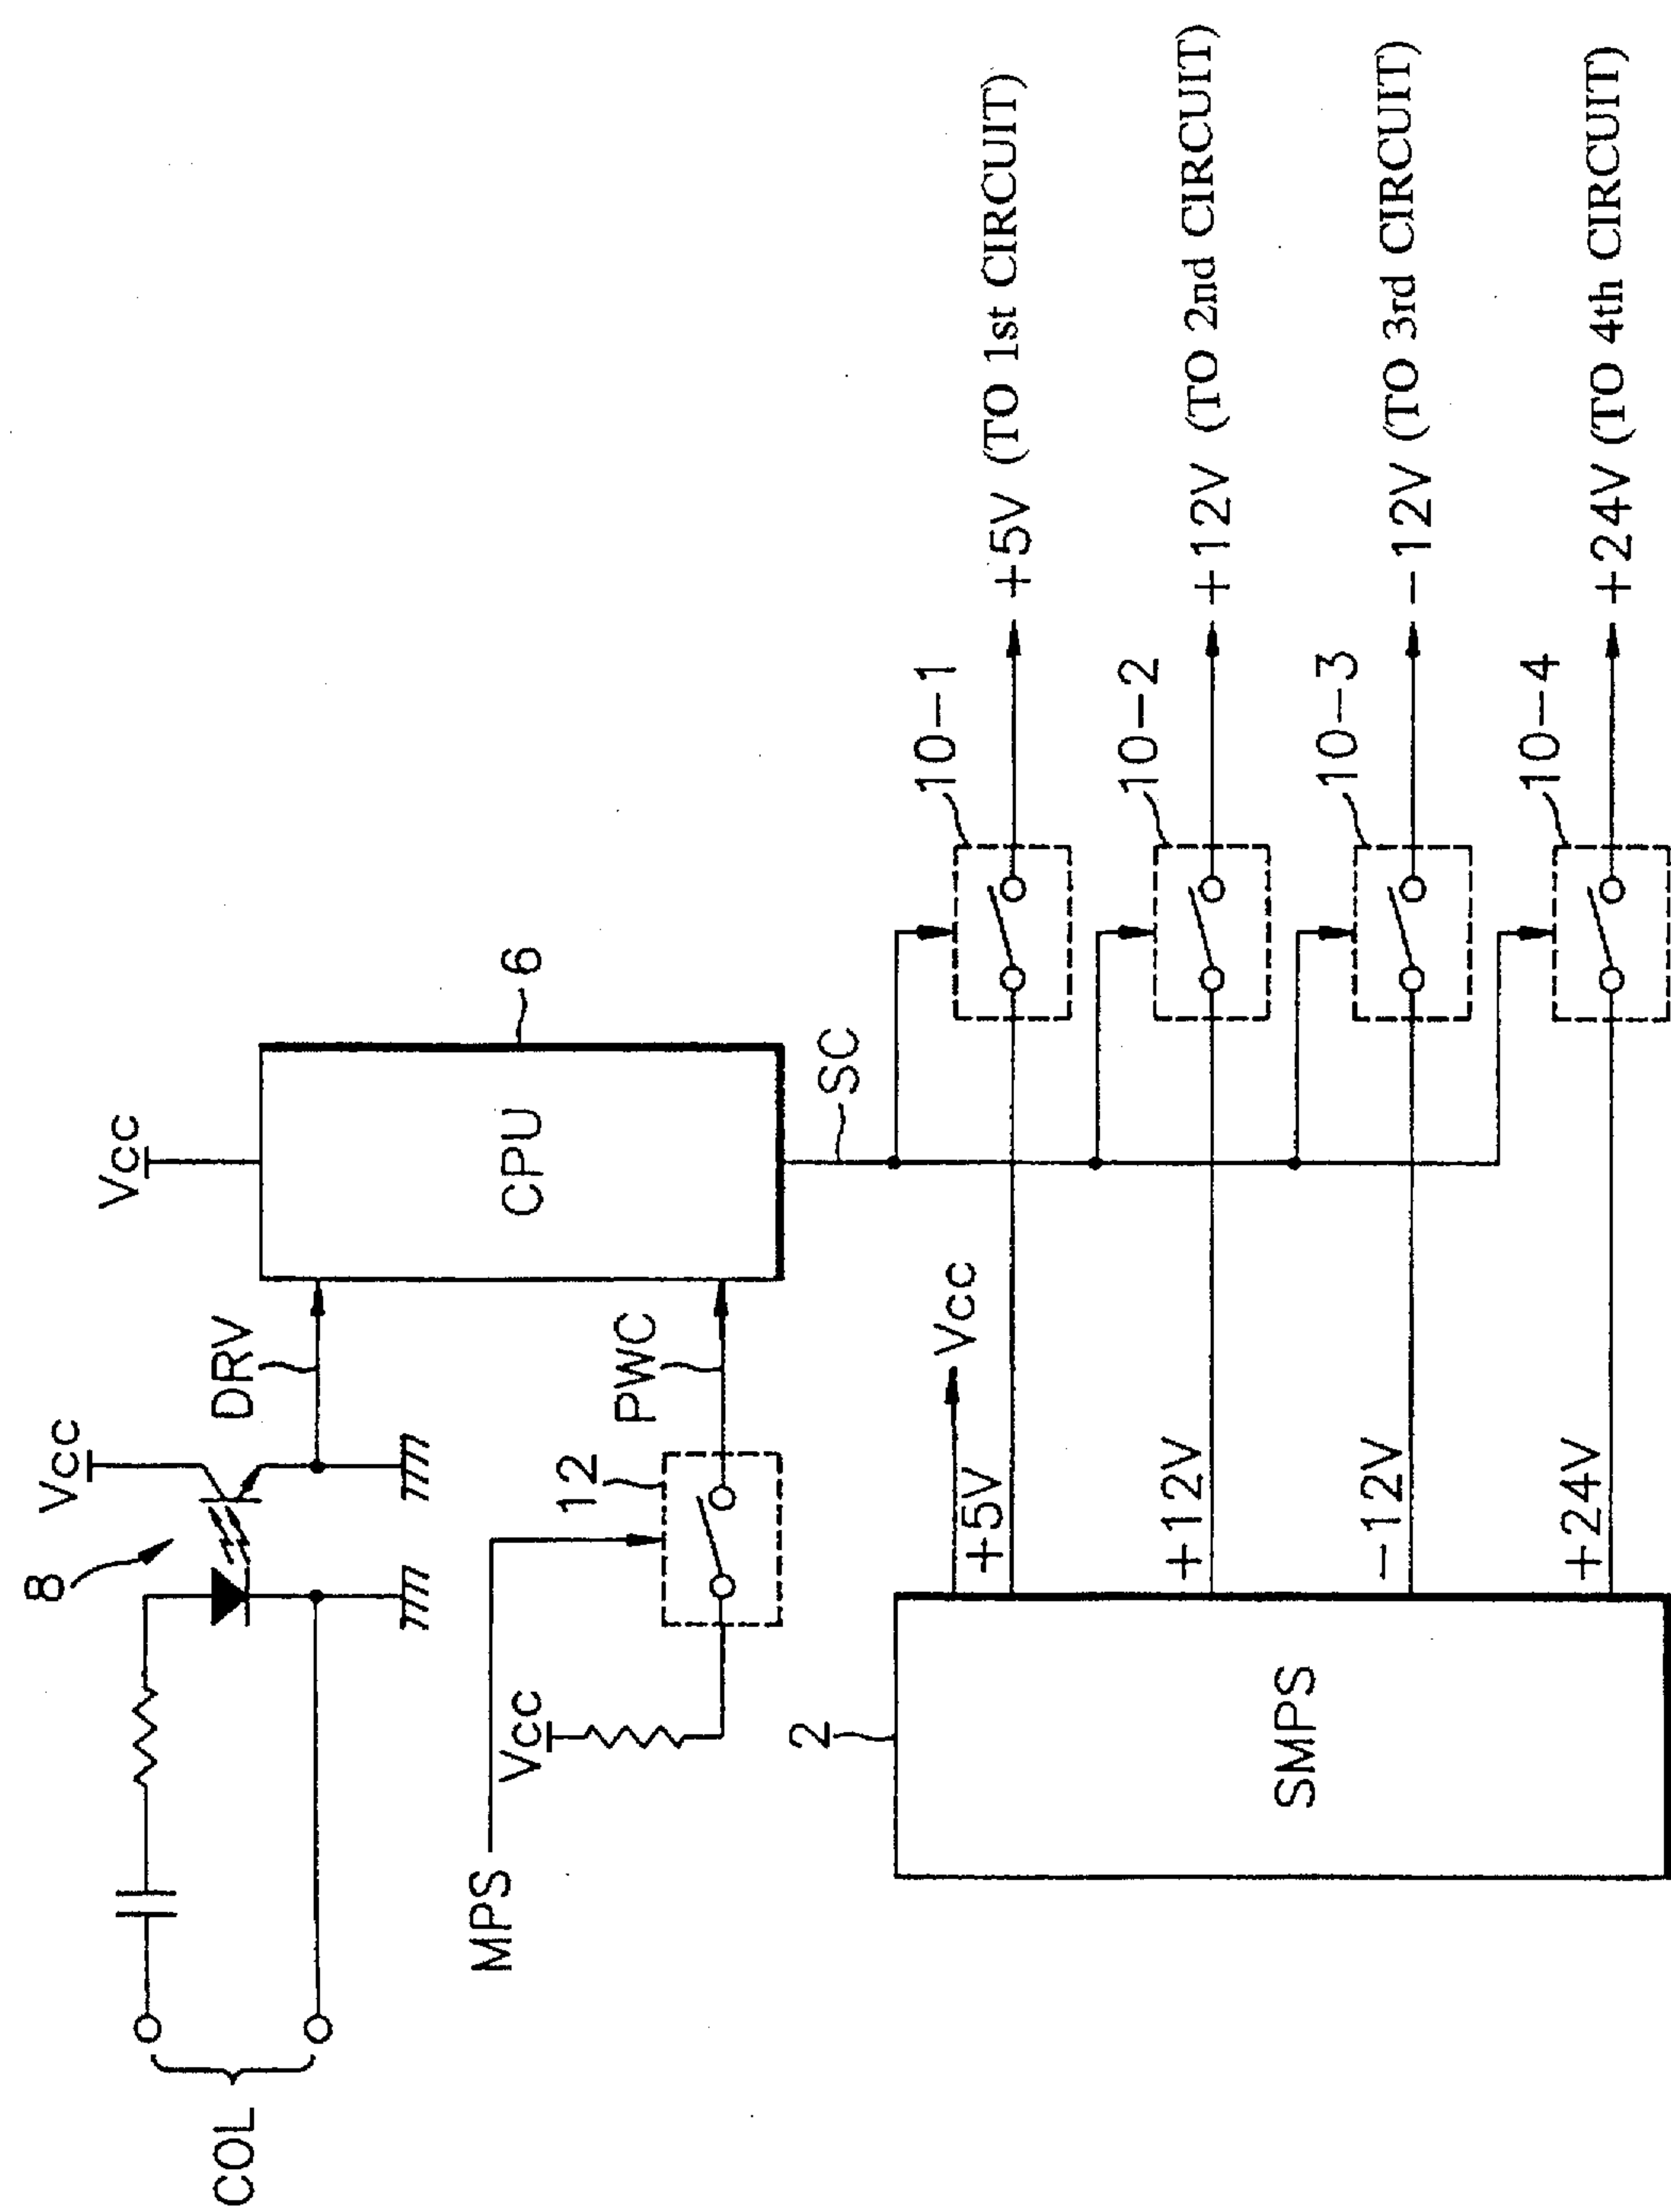 COL
8
Vcc
DRV
Vcc
CPU
6
MPS
12
Vcc
PWC
SC
2
SMPS
Vcc
+5V
+12V
-12V
+24V
10-1
10-2
10-3
10-4
+5V (TO 1st CIRCUIT)
+12V (TO 2nd CIRCUIT)
-12V (TO 3rd CIRCUIT)
+24V (TO 4th CIRCUIT)